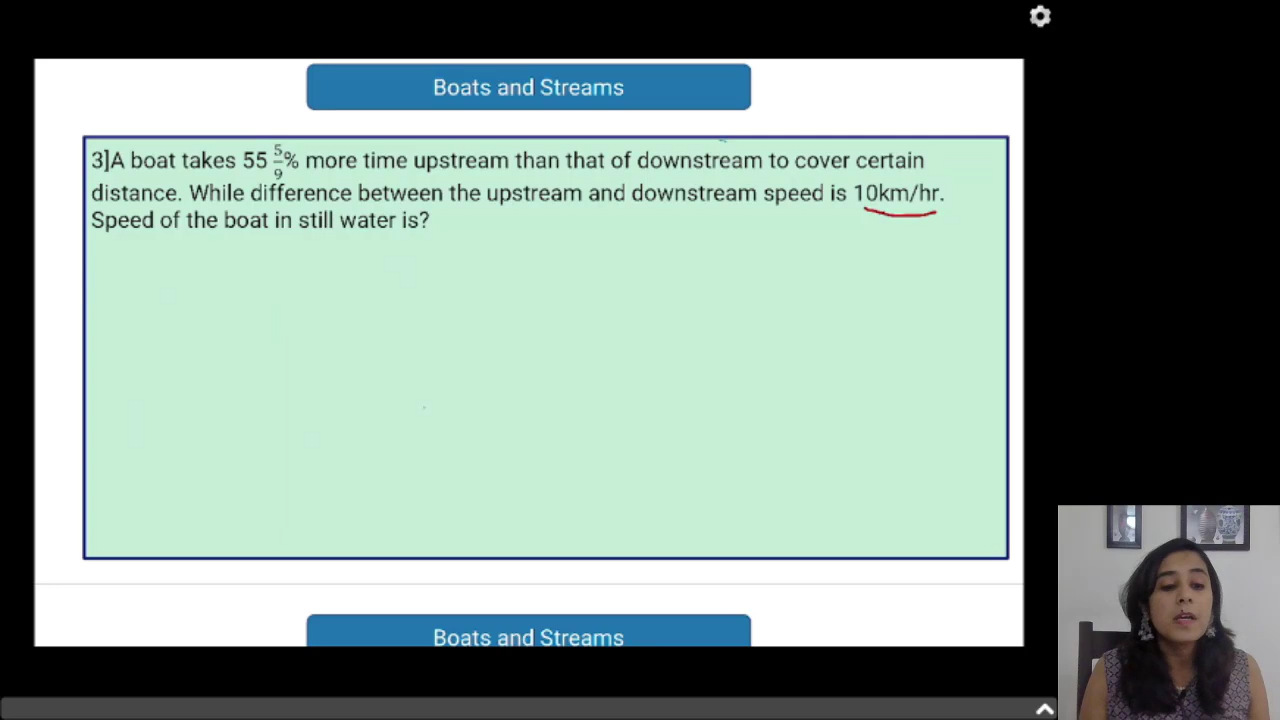 Boats and Streams
3]A boat takes 55 5/9% more time upstream than that of downstream to cover certain
distance. While difference between the upstream and downstream speed is 10km/hr.
Speed of the boat in still water is?
Boats and Streams